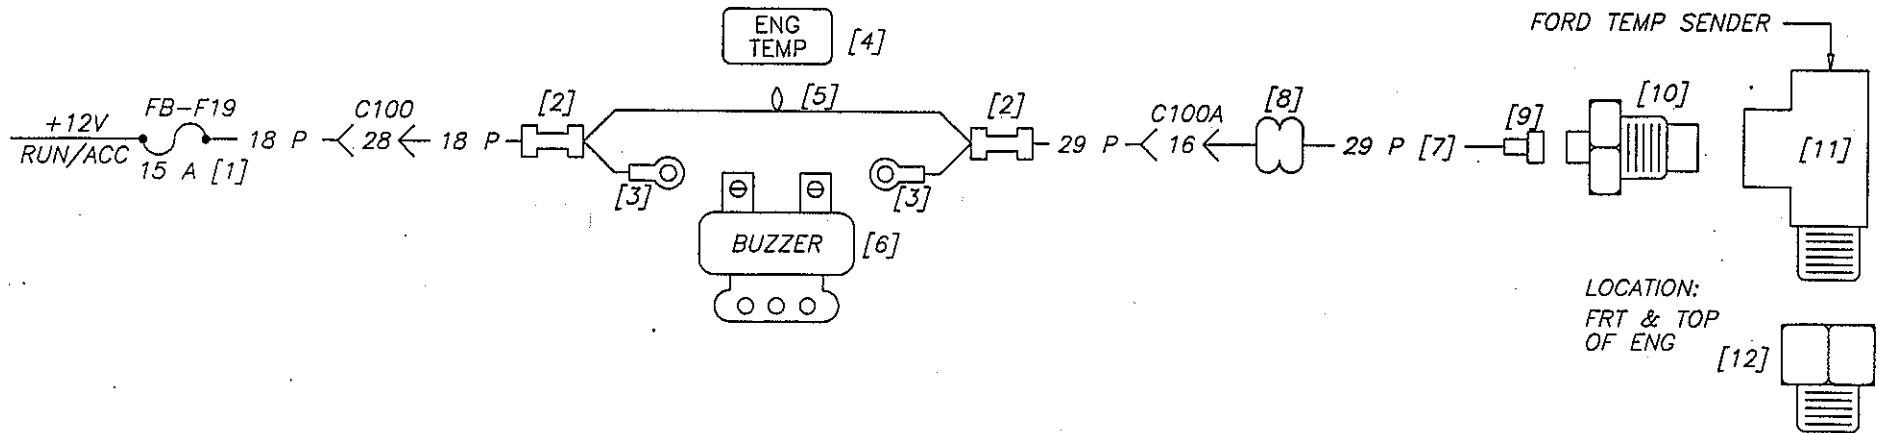 FORD TEMP SENDER
ENG
TEMP
[4]
[5]
FB-F19
+12V
RUN/ACC
15 A [1]
18 P
C100
28
18 P
[2]
[3]
[3]
[2]
29 P
C100A
16
[8]
29 P [7]
[9]
[10]
[11]
BUZZER
[6]
LOCATION:
FRT & TOP
OF ENG
[12]